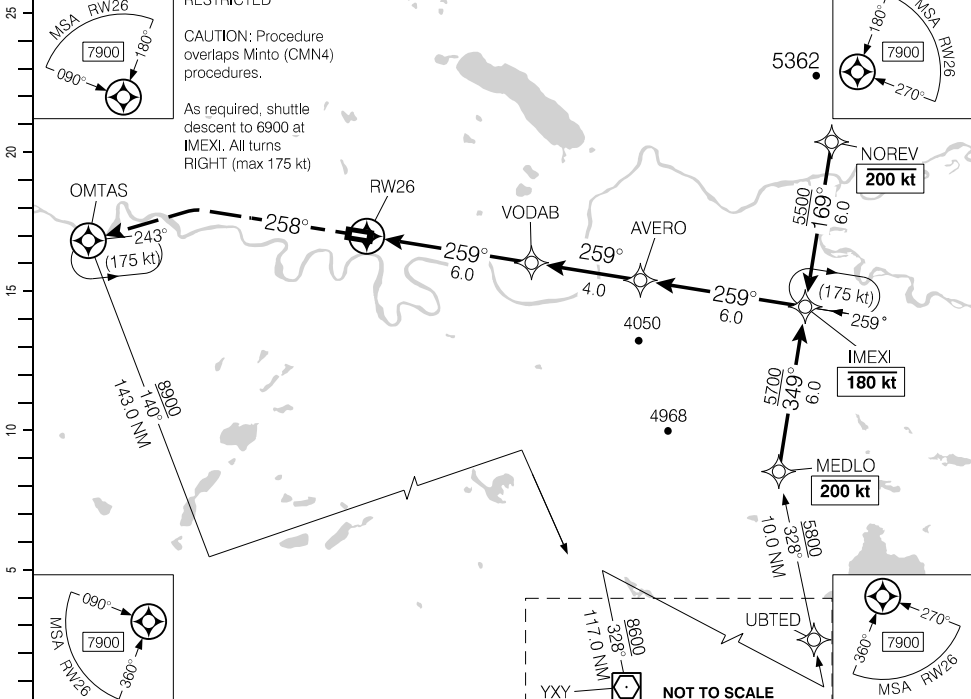 RESTRICTED
CAUTION: Procedure
overlaps Minto (CMN4)
procedures.
As required, shuttle
descent to 6900 at
IMEXI. All turns
RIGHT (max 175 kt)
25
20
15
10
5
MSA RW26
7900
180°
090°
MSA RW26
7900
180°
270°
5362
NOREV
200 kt
5500
169°
6.0
OMTAS
243°
(175 kt)
258°
RW26
259°
6.0
VODAB
259°
4.0
AVERO
259°
6.0
(175 kt)
259°
IMEXI
180 kt
4050
4968
5700
349°
6.0
MEDLO
200 kt
8900
140°
143.0 NM
5800
328°
10.0 NM
UBTED
8600
328°
117.0 NM
YXY
NOT TO SCALE
090°
7900
360°
MSA RW26
270°
7900
360°
MSA RW26